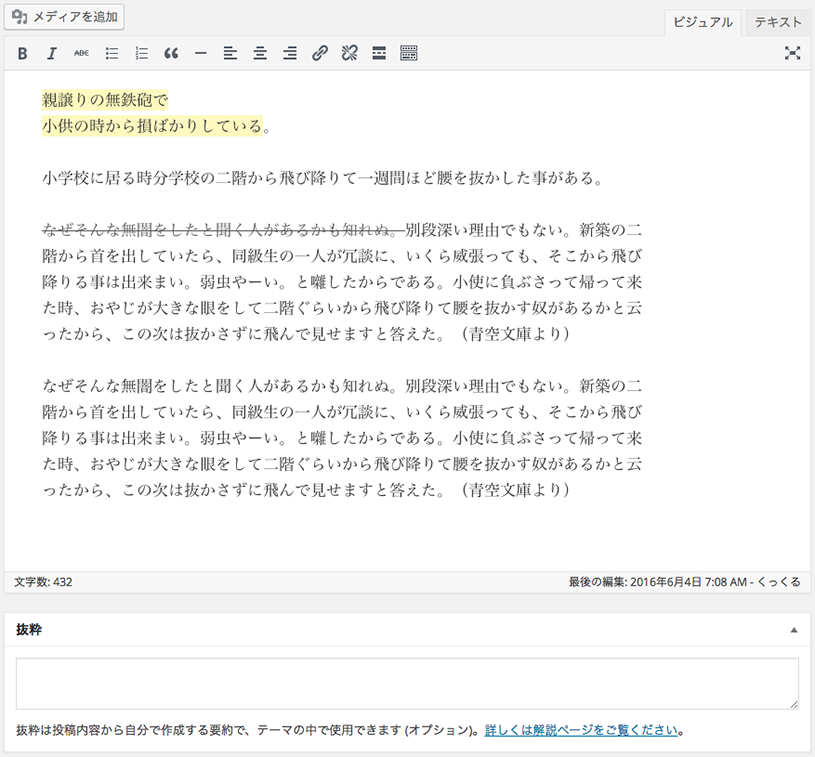 メディアを追加
ビジュアル テキスト
B I ABC
親譲りの無鉄砲で
小供の時から損ばかりしている。
小学校に居る時分学校の二階から飛び降りて一週間ほど腰を抜かした事がある。
なぜそんな無闇をしたと聞く人があるかも知れぬ。別段深い理由でもない。新築の二
階から首を出していたら、同級生の一人が冗談に、いくら威張っても、そこから飛び
降りる事は出来まい。弱虫やーい。と囃したからである。小使に負ぶさって帰って来
た時、おやじが大きな眼をして二階ぐらいから飛び降りて腰を抜かす奴があるかと云
ったから、この次は抜かさずに飛んで見せますと答えた。（青空文庫より）
なぜそんな無闇をしたと聞く人があるかも知れぬ。別段深い理由でもない。新築の二
階から首を出していたら、同級生の一人が冗談に、いくら威張っても、そこから飛び
降りる事は出来まい。弱虫やーい。と囃したからである。小使に負ぶさって帰って来
た時、おやじが大きな眼をして二階ぐらいから飛び降りて腰を抜かす奴があるかと云
ったから、この次は抜かさずに飛んで見せますと答えた。（青空文庫より）
文字数: 432 最後の編集: 2016年6月4日 7:08 AM - くっくる
抜粋
抜粋は投稿内容から自分で作成する要約で、テーマの中で使用できます (オプション)。詳しくは解説ページをご覧ください。